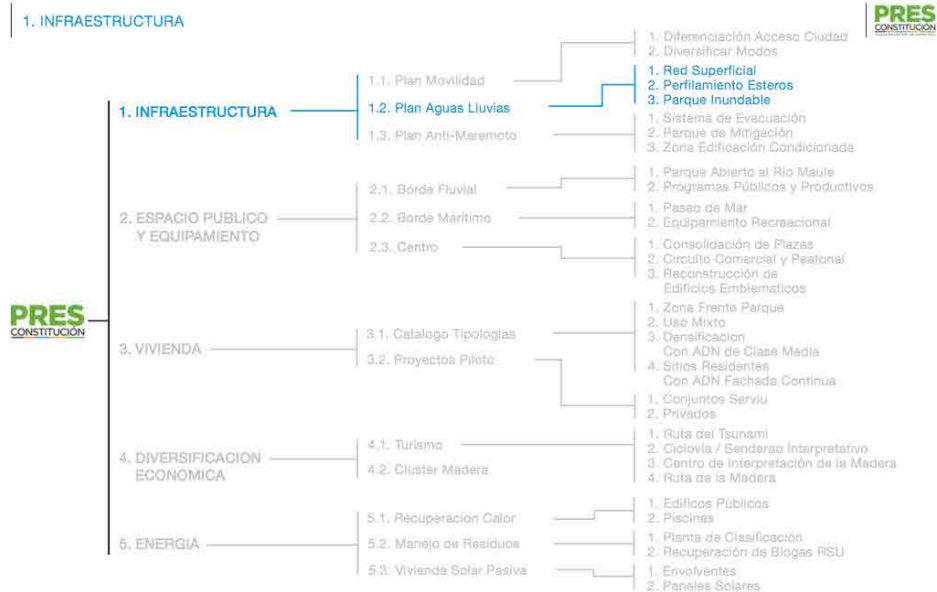 1. INFRAESTRUCTURA
PRES
CONSTITUCIÓN
1. Diferenciación Acceso Ciudad
2. Diversificar Modos
1.1. Plan Movilidad
1. Red Superficial
2. Perfilamiento Esteros
3. Parque Inundable
1. INFRAESTRUCTURA
1.2. Plan Aguas Lluvias
1. Sistema de Evacuación
2. Parque de Mitigación
3. Zona Edificación Condicionada
1.3. Plan Anti-Maremoto
1. Parque Abierto al Río Maule
2. Programas Públicos y Productivos
2.1. Borde Fluvial
2. ESPACIO PUBLICO
Y EQUIPAMIENTO
2.2. Borde Marítimo
1. Paseo de Mar
2. Equipamiento Recreacional
2.3. Centro
1. Consolidación de Plazas
2. Circuito Comercial y Peatonal
3. Reconstrucción de
Edificios Emblematicos
PRES
CONSTITUCIÓN
3. VIVIENDA
3.1. Catalogo Tipologías
1. Zona Frente Parque
2. Uso Mixto
3. Densificacion
Con ADN de Clase Media
4. Sitios Residentes
Con ADN Fachada Continua
3.2. Proyectos Piloto
1. Conjuntos Serviu
2. Privados
4. DIVERSIFICACION
ECONOMICA
4.1. Turismo
1. Ruta del Tsunami
2. Ciclovia / Senderao Interpretativo
3. Centro de Interpretación de la Madera
4. Ruta de la Madera
4.2. Cluster Madera
5. ENERGIA
5.1. Recuperacion Calor
1. Edificos Públicos
2. Piscinas
5.2. Manejo de Residuos
1. Planta de Clasificación
2. Recuperación de Biogas RSU
5.3. Vivienda Solar Pasiva
1. Envolventes
2. Paneles Solares